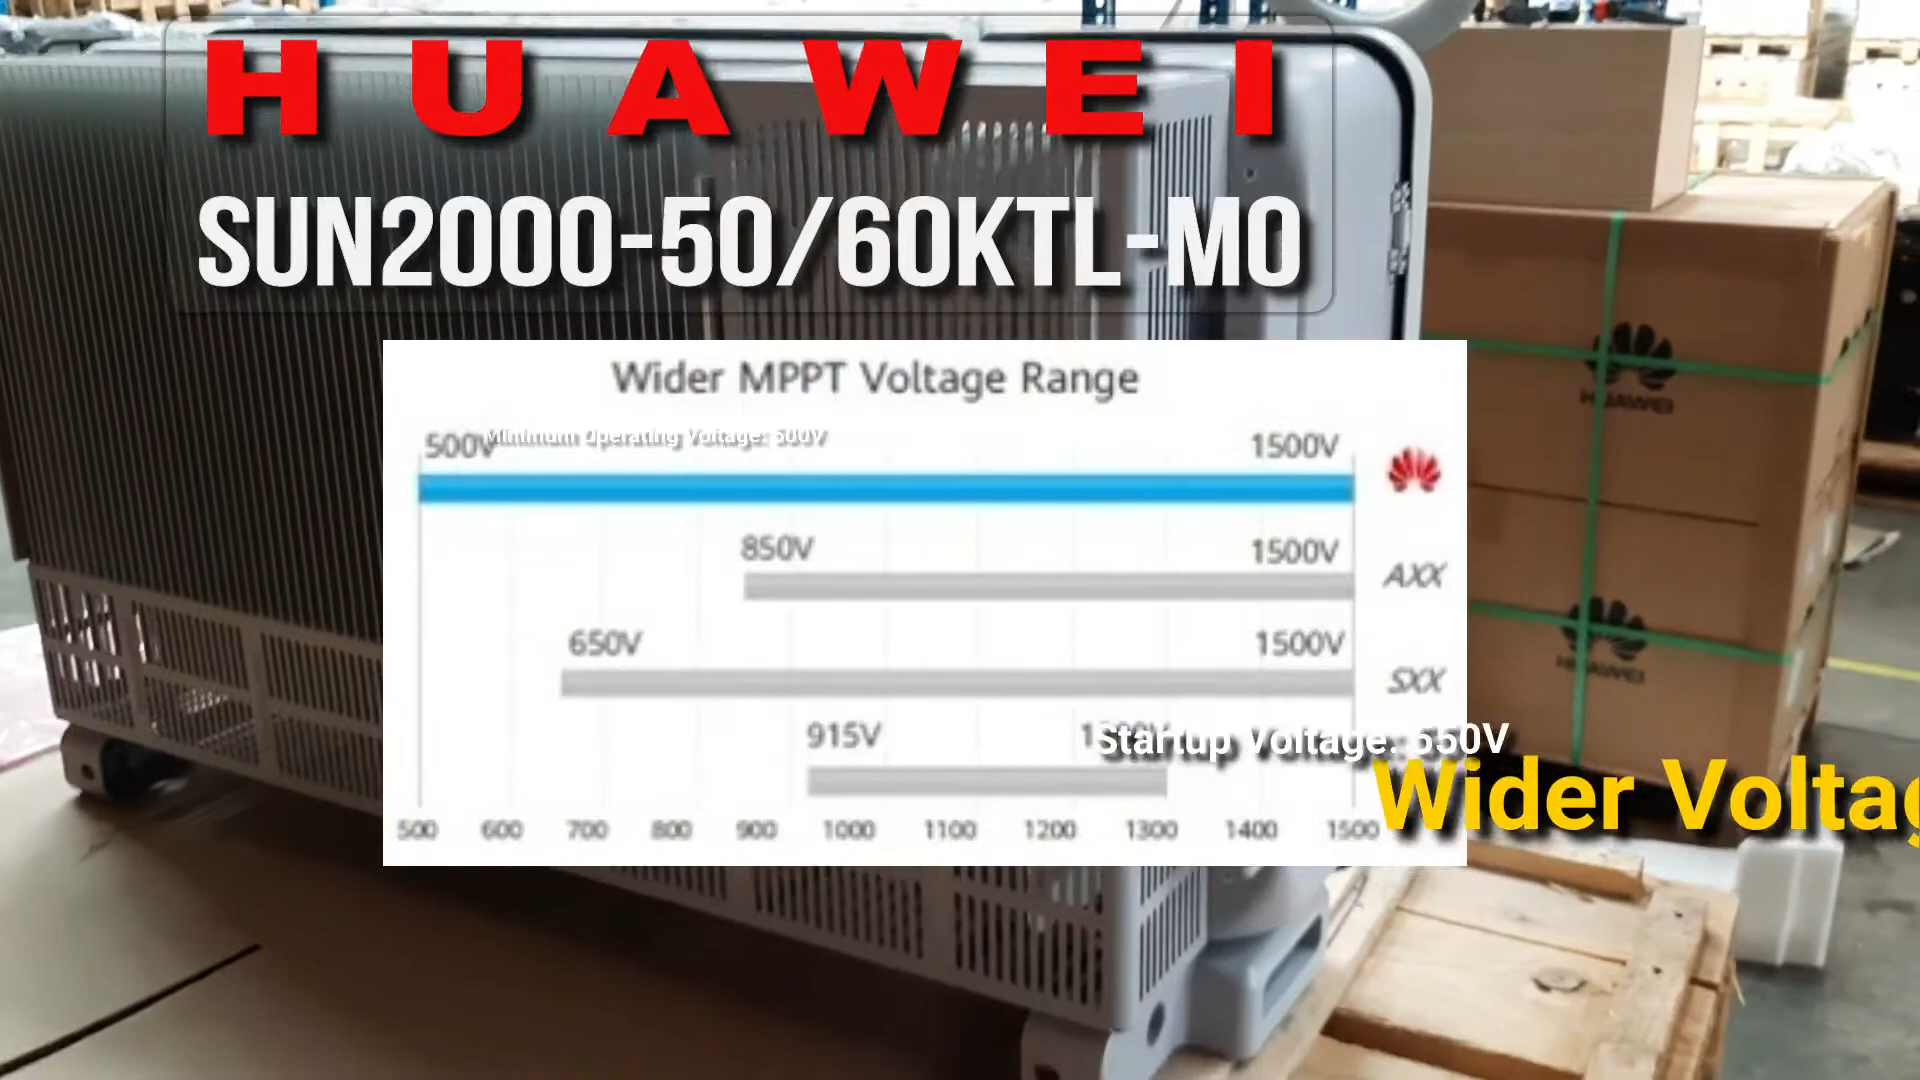 HUAWEI
SUN2000-50/60KTL-M0
Wider MPPT Voltage Range
Minimum Operating Voltage: 500V
500V 1500V
850V 1500V
AXX
650V 1500V
SXX
915V
Startup Voltage: 550V
Wider Voltag
500 600 700 800 900 1000 1100 1200 1300 1400 1500
HUAWEI
HUAWEI